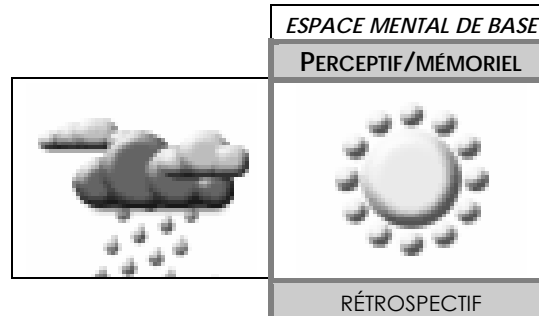 ESPACE MENTAL DE BASE
PERCEPTIF/MÉMORIEL
RÉTROSPECTIF